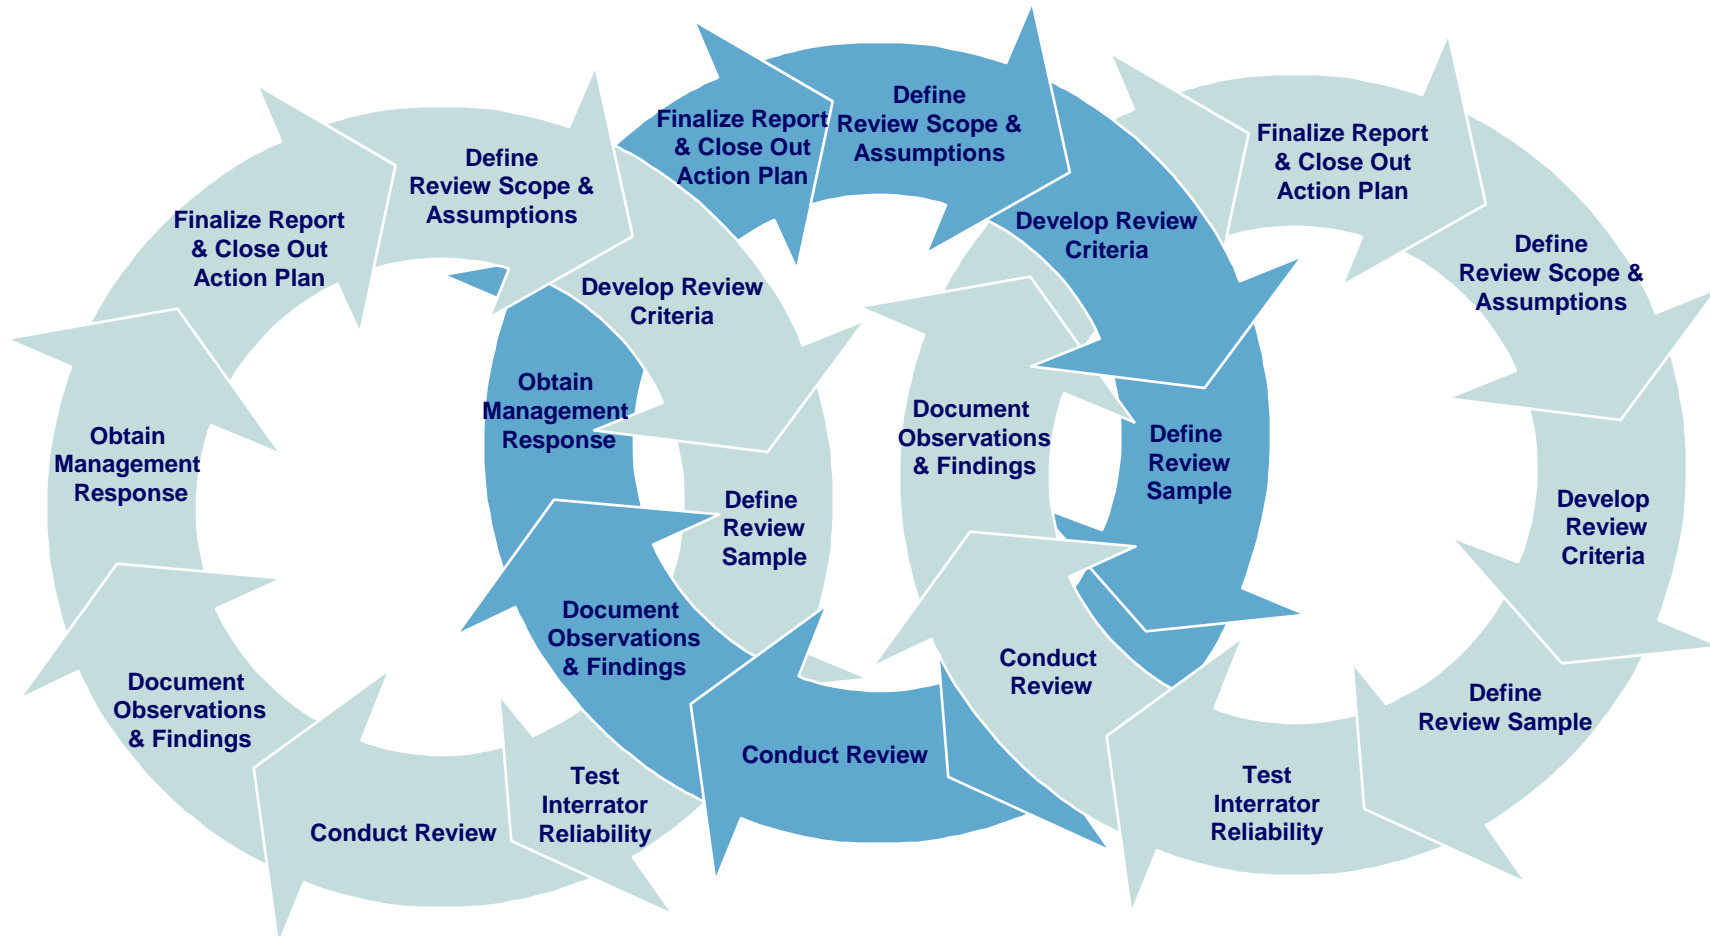 Define
Review Scope &
Assumptions
Develop Review
Criteria
Define
Review
Sample
Test
Interrator
Reliability
Conduct Review
Document
Observations
& Findings
Obtain
Management
Response
Finalize Report
& Close Out
Action Plan
Finalize Report
& Close Out
Action Plan
Define
Review Scope &
Assumptions
Develop Review
Criteria
Define
Review
Sample
Conduct Review
Document
Observations
& Findings
Obtain
Management
Response
Finalize Report
& Close Out
Action Plan
Define
Review Scope &
Assumptions
Develop
Review
Criteria
Define
Review Sample
Test
Interrator
Reliability
Conduct
Review
Document
Observations
& Findings